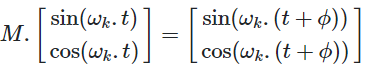 M. [ sin(ωk. t) ] = [ sin(ωk. (t + ϕ)) ]
[ cos(ωk. t) ] [ cos(ωk. (t + ϕ)) ]